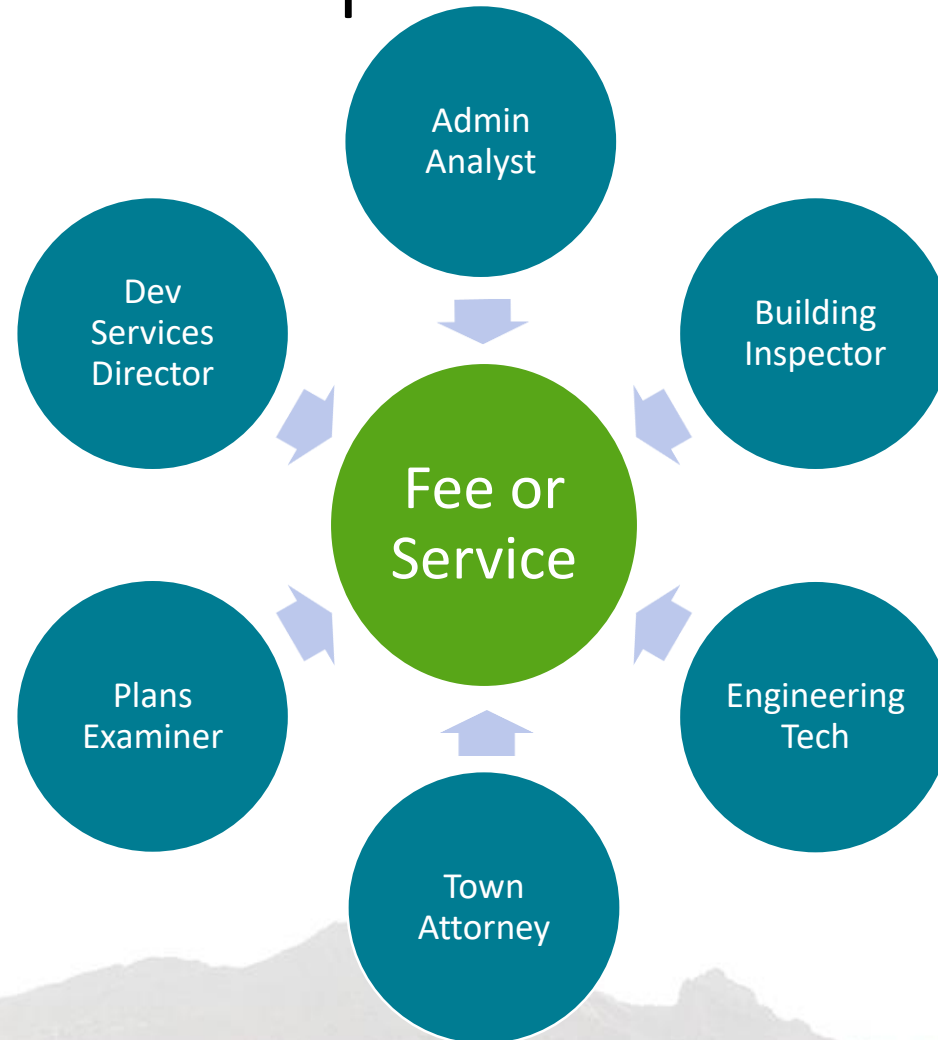 Admin
Analyst
Dev
Services
Director
Building
Inspector
Fee or
Service
Plans
Examiner
Engineering
Tech
Town
Attorney